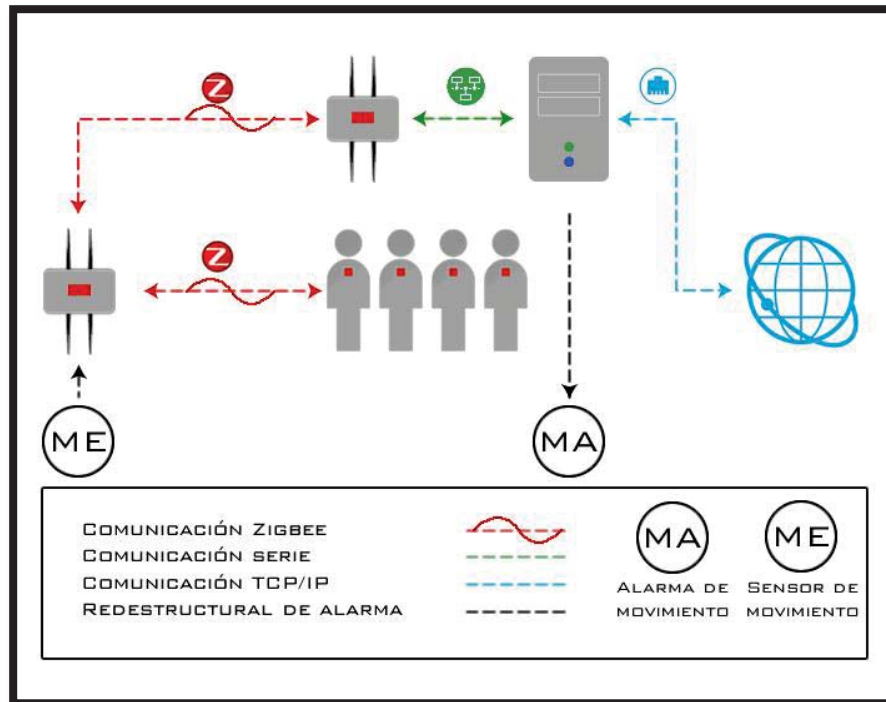 Z
Z
ME
MA
COMUNICACIÓN ZIGBEE
COMUNICACIÓN SERIE
COMUNICACIÓN TCP/IP
REDESTRUCTURAL DE ALARMA
MA
ALARMA DE
MOVIMIENTO
ME
SENSOR DE
MOVIMIENTO